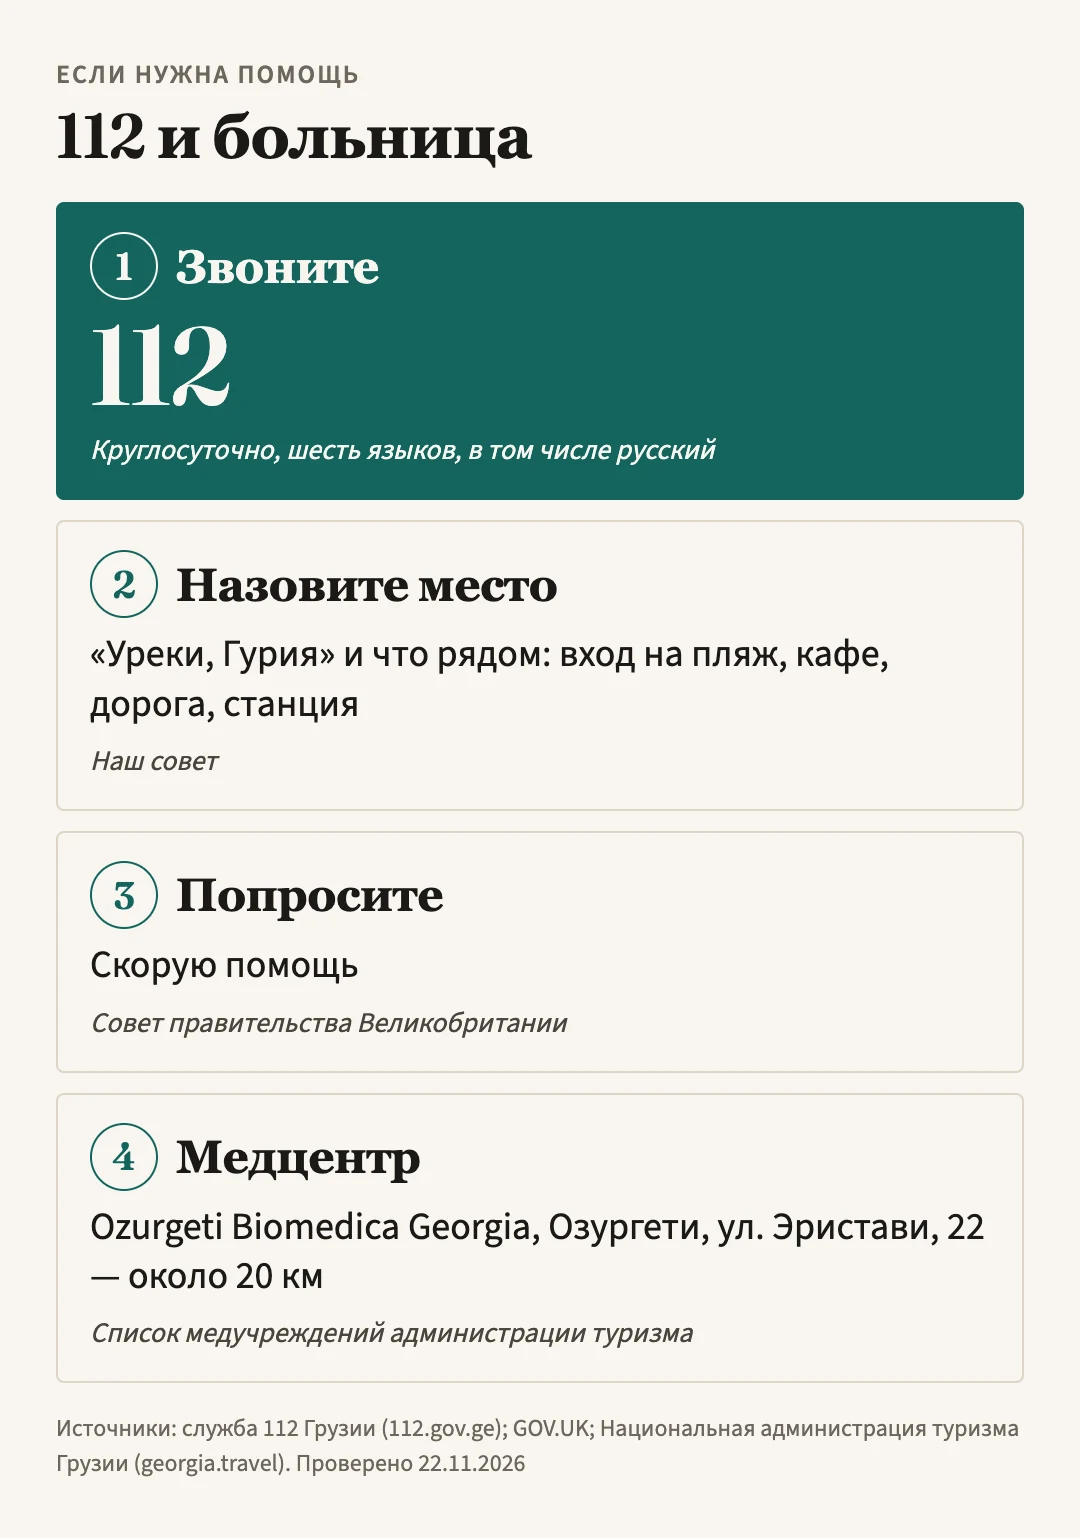 ЕСЛИ НУЖНА ПОМОЩЬ
112 и больница
1 Звоните
112
Круглосуточно, шесть языков, в том числе русский
2 Назовите место
«Уреки, Гурия» и что рядом: вход на пляж, кафе,
дорога, станция
Наш совет
3 Попросите
Скорую помощь
Совет правительства Великобритании
4 Медцентр
Ozurgeti Biomedica Georgia, Озургети, ул. Эристави, 22
— около 20 км
Список медучреждений администрации туризма
Источники: служба 112 Грузии (112.gov.ge); GOV.UK; Национальная администрация туризма
Грузии (georgia.travel). Проверено 22.11.2026